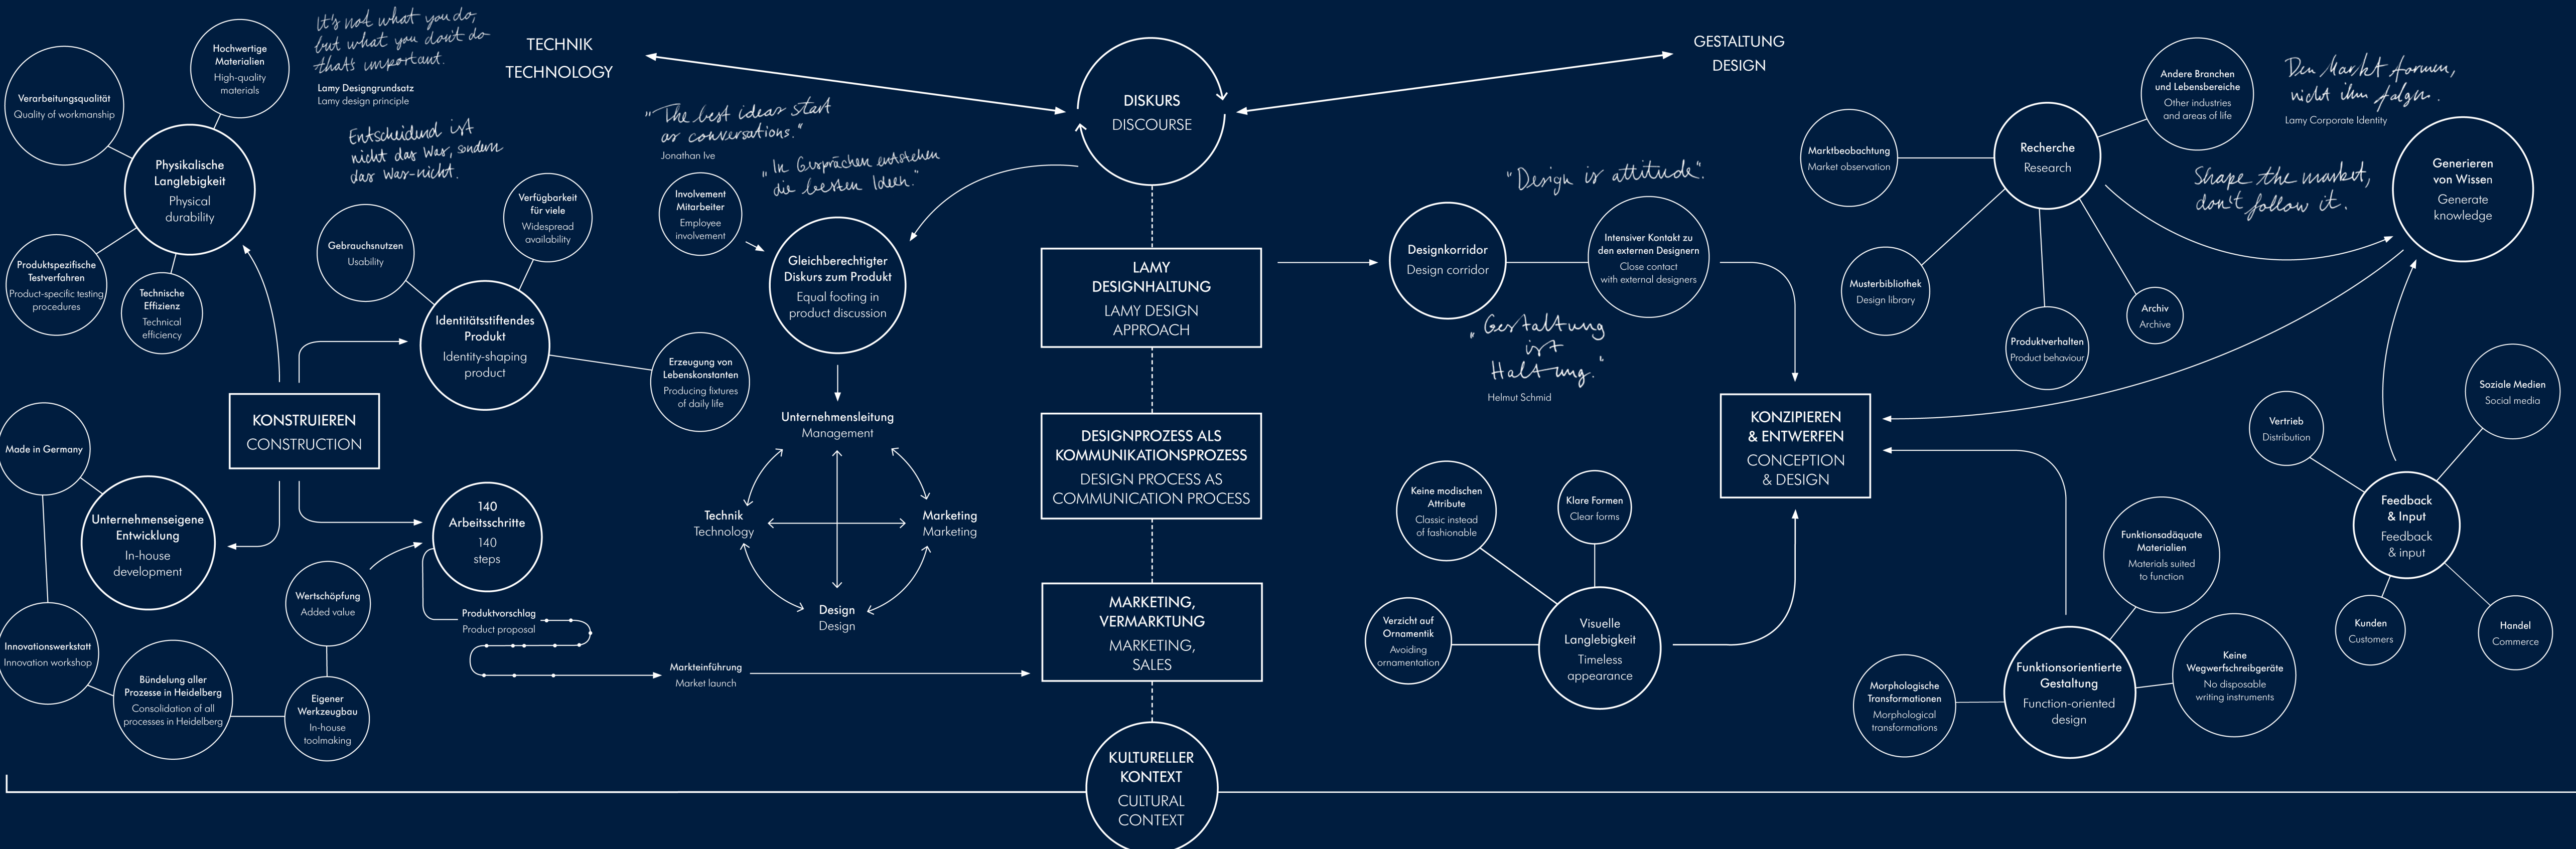 It's not what you do,
but what you don't do
that's important.
Lamy Designgrundsatz
Lamy design principle
Entscheidend ist
nicht das Was, sondern
das Was-nicht.
TECHNIK
TECHNOLOGY
DISKURS
DISCOURSE
GESTALTUNG
DESIGN
Hochwertige
Materialien
High-quality
materials
Verarbeitungsqualität
Quality of workmanship
Physikalische
Langlebigkeit
Physical
durability
Produktspezifische
Testverfahren
Product-specific testing
procedures
Technische
Effizienz
Technical
efficiency
Gebrauchsnutzen
Usability
Verfügbarkeit
für viele
Widespread
availability
Identitätsstiftendes
Produkt
Identity-shaping
product
Erzeugung von
Lebenskonstanten
Producing fixtures
of daily life
KONSTRUIEREN
CONSTRUCTION
Made in Germany
Unternehmenseigene
Entwicklung
In-house
development
Innovationswerkstatt
Innovation workshop
Bündelung aller
Prozesse in Heidelberg
Consolidation of all
processes in Heidelberg
Eigener
Werkzeugbau
In-house
toolmaking
Wertschöpfung
Added value
140
Arbeitsschritte
140
steps
Produktvorschlag
Product proposal
Markteinführung
Market launch
"The best ideas start
as conversations."
Jonathan Ive
"In Gesprächen entstehen
die besten Ideen."
Involvement
Mitarbeiter
Employee
involvement
Gleichberechtigter
Diskurs zum Produkt
Equal footing in
product discussion
Unternehmensleitung
Management
Technik
Technology
Marketing
Marketing
Design
Design
LAMY
DESIGNHALTUNG
LAMY DESIGN
APPROACH
DESIGNPROZESS ALS
KOMMUNIKATIONSPROZESS
DESIGN PROCESS AS
COMMUNICATION PROCESS
MARKETING,
VERMARKTUNG
MARKETING,
SALES
KULTURELLER
KONTEXT
CULTURAL
CONTEXT
"Design is attitude."
Designkorridor
Design corridor
Intensiver Kontakt zu
den externen Designern
Close contact
with external designers
"Gestaltung
ist
Haltung."
Helmut Schmid
KONZIPIEREN
& ENTWERFEN
CONCEPTION
& DESIGN
Keine modischen
Attribute
Classic instead
of fashionable
Klare Formen
Clear forms
Verzicht auf
Ornamentik
Avoiding
ornamentation
Visuelle
Langlebigkeit
Timeless
appearance
Andere Branchen
und Lebensbereiche
Other industries
and areas of life
Marktbeobachtung
Market observation
Recherche
Research
Musterbibliothek
Design library
Produktverhalten
Product behaviour
Archiv
Archive
Den Markt formen,
nicht ihm folgen.
Lamy Corporate Identity
Shape the market,
don't follow it.
Generieren
von Wissen
Generate
knowledge
Soziale Medien
Social media
Vertrieb
Distribution
Feedback
& Input
Feedback
& input
Kunden
Customers
Handel
Commerce
Funktionsadäquate
Materialien
Materials suited
to function
Keine
Wegwerfschreibgeräte
No disposable
writing instruments
Funktionsorientierte
Gestaltung
Function-oriented
design
Morphologische
Transformationen
Morphological
transformations